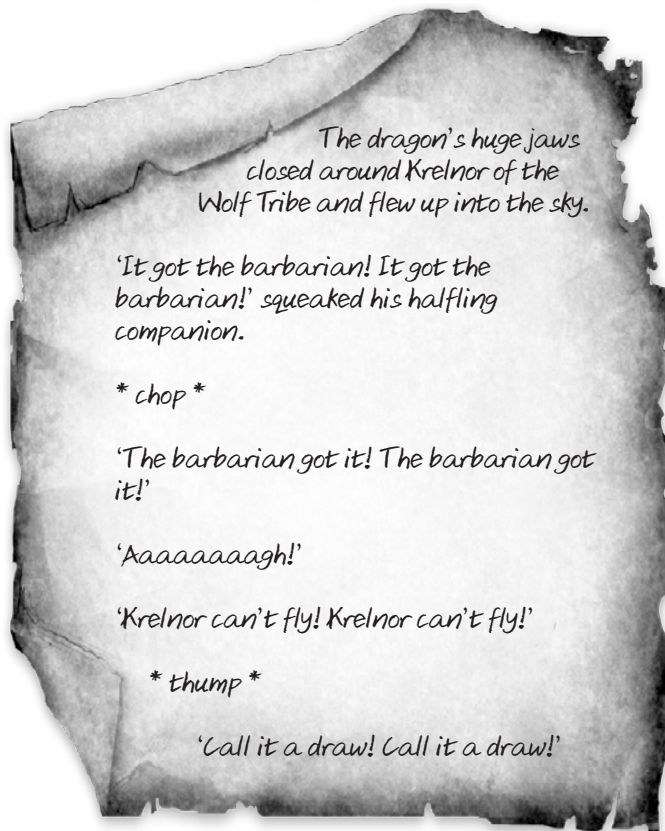 The dragon's huge jaws
closed around Krelnor of the
Wolf Tribe and flew up into the sky.
‘It got the barbarian! It got the
barbarian!’ squeaked his halfling
companion.
* chop *
‘The barbarian got it! The barbarian got
it!’
‘Aaaaaaaagh!’
‘Krelnor can't fly! Krelnor can't fly!’
* thump *
‘Call it a draw! Call it a draw!’